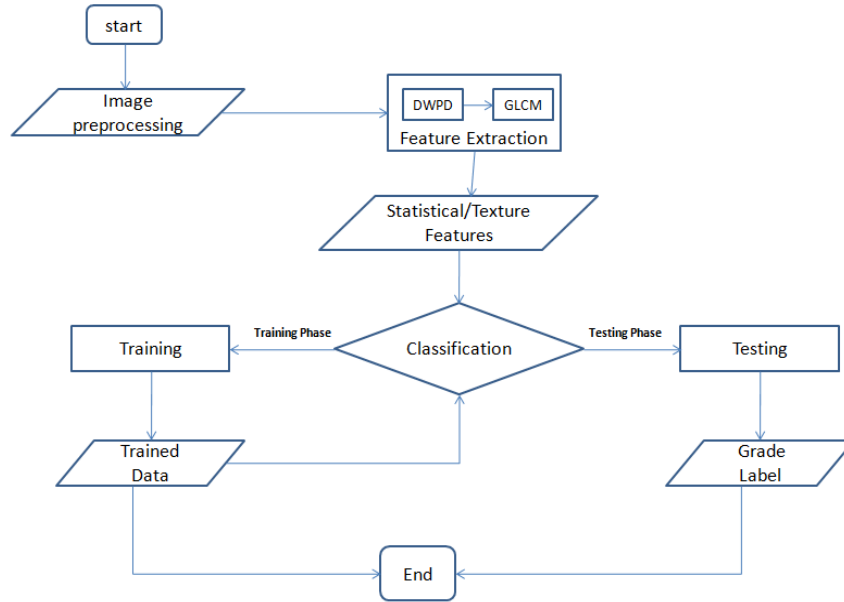 start
Image
preprocessing
DWPD
GLCM
Feature Extraction
Statistical/Texture
Features
Training Phase
Classification
Testing Phase
Training
Testing
Trained
Data
Grade
Label
End